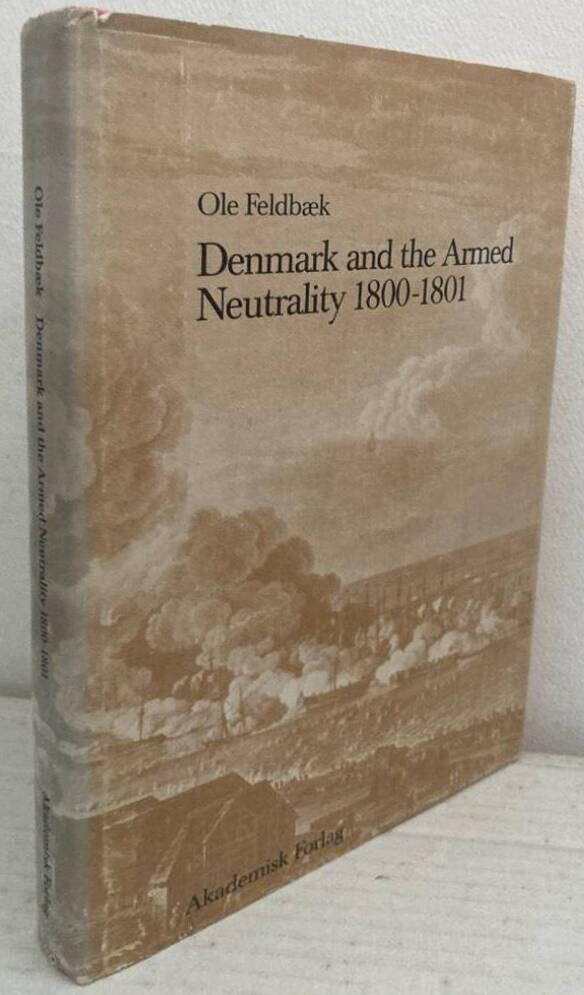 Ole Feldbæk
Denmark and the Armed
Neutrality 1800-1801
Akademisk Forlag
Ole Feldbæk Denmark and the Armed Neutrality 1800-1801 Akademisk Forlag